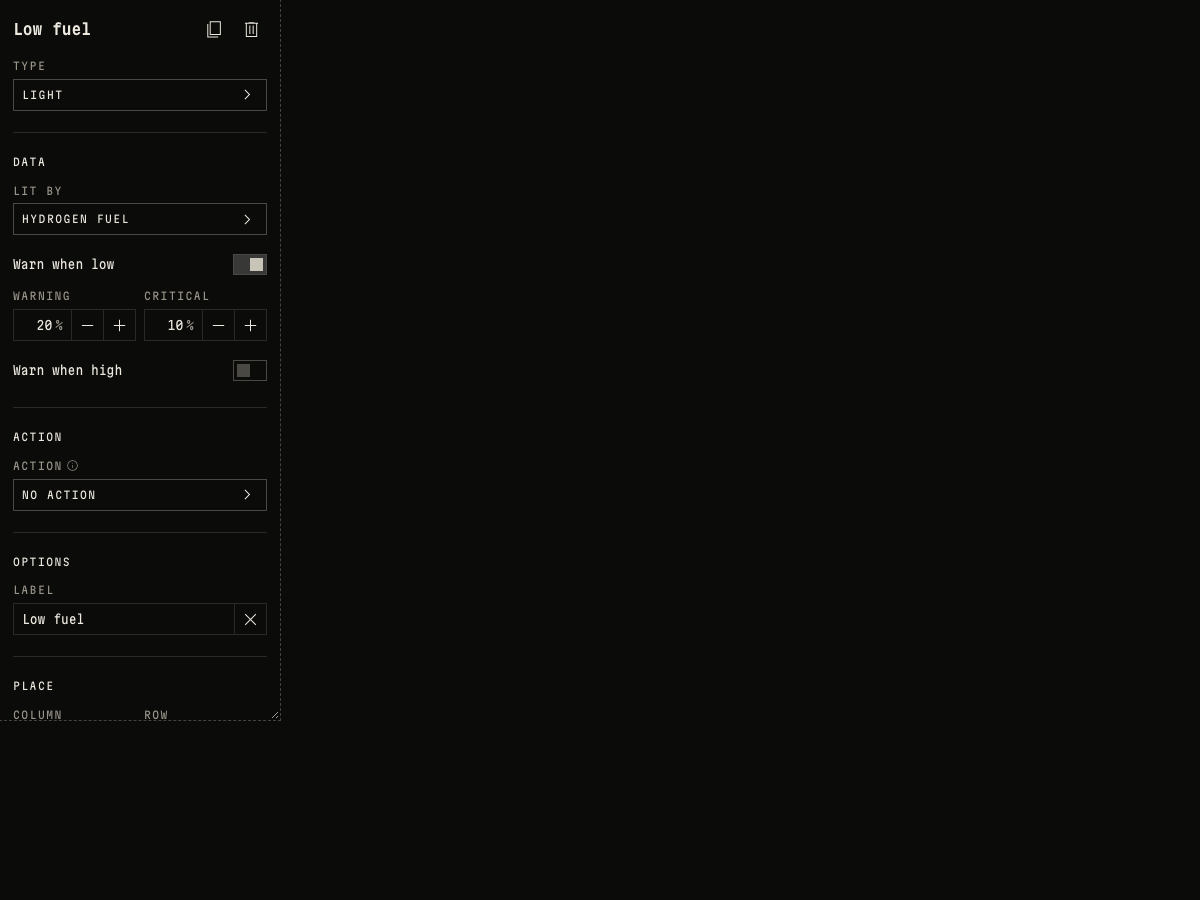 Low fuel
TYPE
LIGHT
DATA
LIT BY
HYDROGEN FUEL
Warn when low
WARNING CRITICAL
20% 10%
Warn when high
ACTION
ACTION
NO ACTION
OPTIONS
LABEL
Low fuel
PLACE
COLUMN ROW